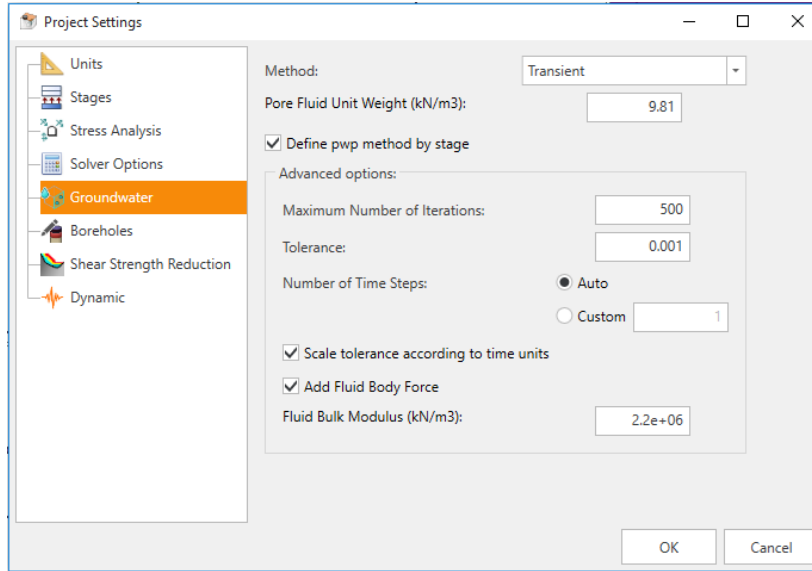 Project Settings
Units
Stages
Stress Analysis
Solver Options
Groundwater
Boreholes
Shear Strength Reduction
Dynamic
Method: Transient
Pore Fluid Unit Weight (kN/m3): 9.81
Define pwp method by stage
Advanced options:
Maximum Number of Iterations: 500
Tolerance: 0.001
Number of Time Steps: Auto
Custom 1
Scale tolerance according to time units
Add Fluid Body Force
Fluid Bulk Modulus (kN/m3): 2.2e+06
OK Cancel